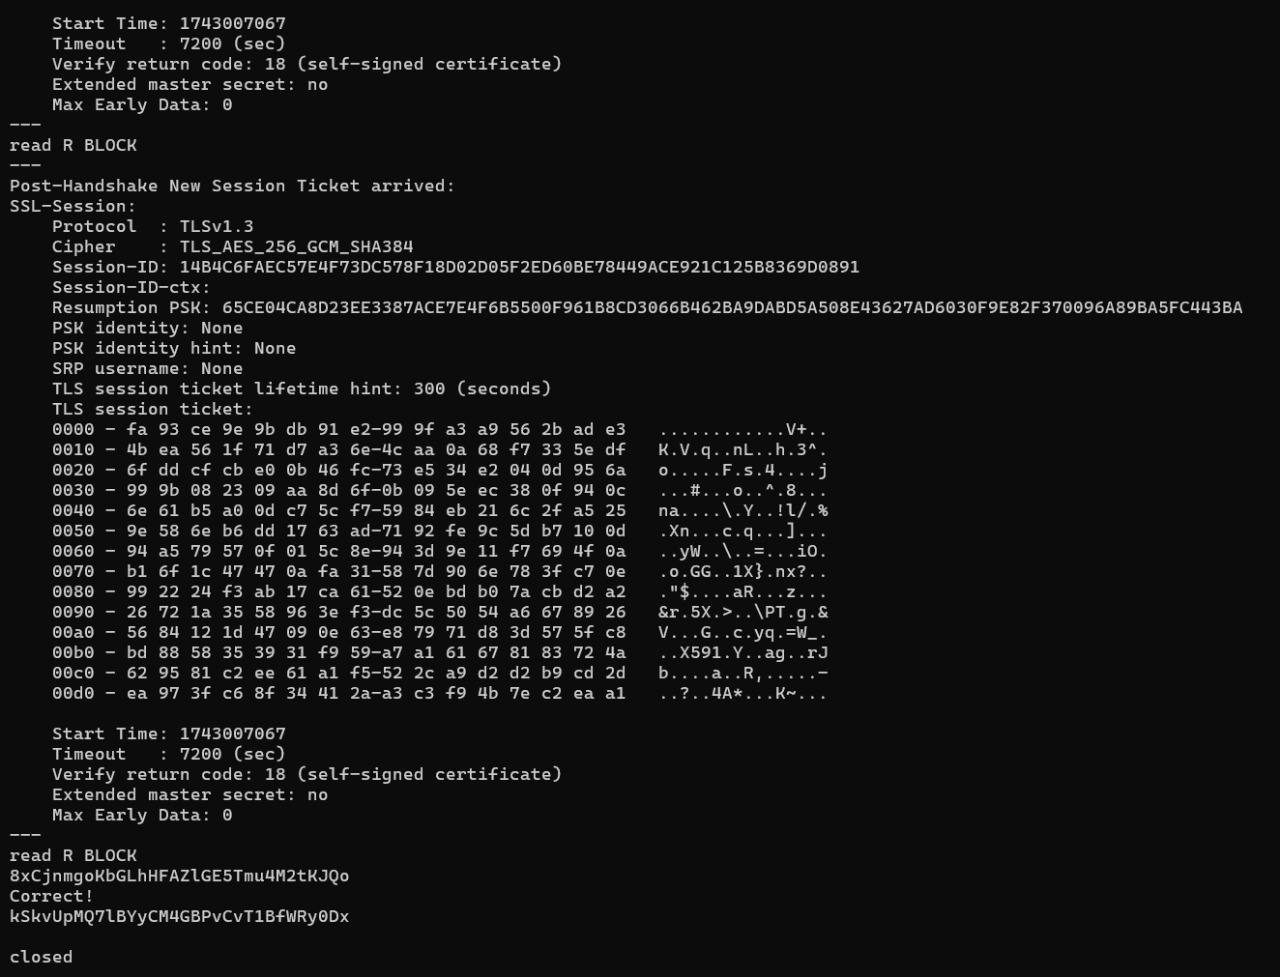 Start Time: 1743007067
Timeout   : 7200 (sec)
Verify return code: 18 (self-signed certificate)
Extended master secret: no
Max Early Data: 0
---
read R BLOCK
---
Post-Handshake New Session Ticket arrived:
SSL-Session:
Protocol  : TLSv1.3
Cipher    : TLS_AES_256_GCM_SHA384
Session-ID: 14B4C6FAEC57E4F73DC578F18D02D05F2ED60BE78449ACE921C125B8369D0891
Session-ID-ctx:
Resumption PSK: 65CE04CA8D23EE3387ACE7E4F6B5500F961B8CD3066B462BA9DABD5A508E43627AD6030F9E82F370096A89BA5FC443BA
PSK identity: None
PSK identity hint: None
SRP username: None
TLS session ticket lifetime hint: 300 (seconds)
TLS session ticket:
0000 - fa 93 ce 9e 9b db 91 e2-99 9f a3 a9 56 2b ad e3   ............V+..
0010 - 4b ea 56 1f 71 d7 a3 6e-4c aa 0a 68 f7 33 5e df   K.V.q..nL..h.3^.
0020 - 6f dd cf cb e0 0b 46 fc-73 e5 34 e2 04 0d 95 6a   o.....F.s.4....j
0030 - 99 9b 08 23 09 aa 8d 6f-0b 09 5e ec 38 0f 94 0c   ...#...o..^.8...
0040 - 6e 61 b5 a0 0d c7 5c f7-59 84 eb 21 6c 2f a5 25   na....\.Y..!l/.%
0050 - 9e 58 6e b6 dd 17 63 ad-71 92 fe 9c 5d b7 10 0d   .Xn...c.q...]...
0060 - 94 a5 79 57 0f 01 5c 8e-94 3d 9e 11 f7 69 4f 0a   ..yW..\..=...iO.
0070 - b1 6f 1c 47 47 0a fa 31-58 7d 90 6e 78 3f c7 0e   .o.GG..1X}.nx?..
0080 - 99 22 24 f3 ab 17 ca 61-52 0e bd b0 7a cb d2 a2   ."$....aR...z...
0090 - 26 72 1a 35 58 96 3e f3-dc 5c 50 54 a6 67 89 26   &r.5X.>..\PT.g.&
00a0 - 56 84 12 1d 47 09 0e 63-e8 79 71 d8 3d 57 5f c8   V...G..c.yq.=W_.
00b0 - bd 88 58 35 39 31 f9 59-a7 a1 61 67 81 83 72 4a   ..X591.Y..ag..rJ
00c0 - 62 95 81 c2 ee 61 a1 f5-52 2c a9 d2 d2 b9 cd 2d   b....a..R,.....-
00d0 - ea 97 3f c6 8f 34 41 2a-a3 c3 f9 4b 7e c2 ea a1   ..?..4A*...K~...
Start Time: 1743007067
Timeout   : 7200 (sec)
Verify return code: 18 (self-signed certificate)
Extended master secret: no
Max Early Data: 0
---
read R BLOCK
8xCjnmgoKbGLhHFAZlGE5Tmu4M2tKJQo
Correct!
kSkvUpMQ7lBYyCM4GBPvCvT1BfWRy0Dx
closed